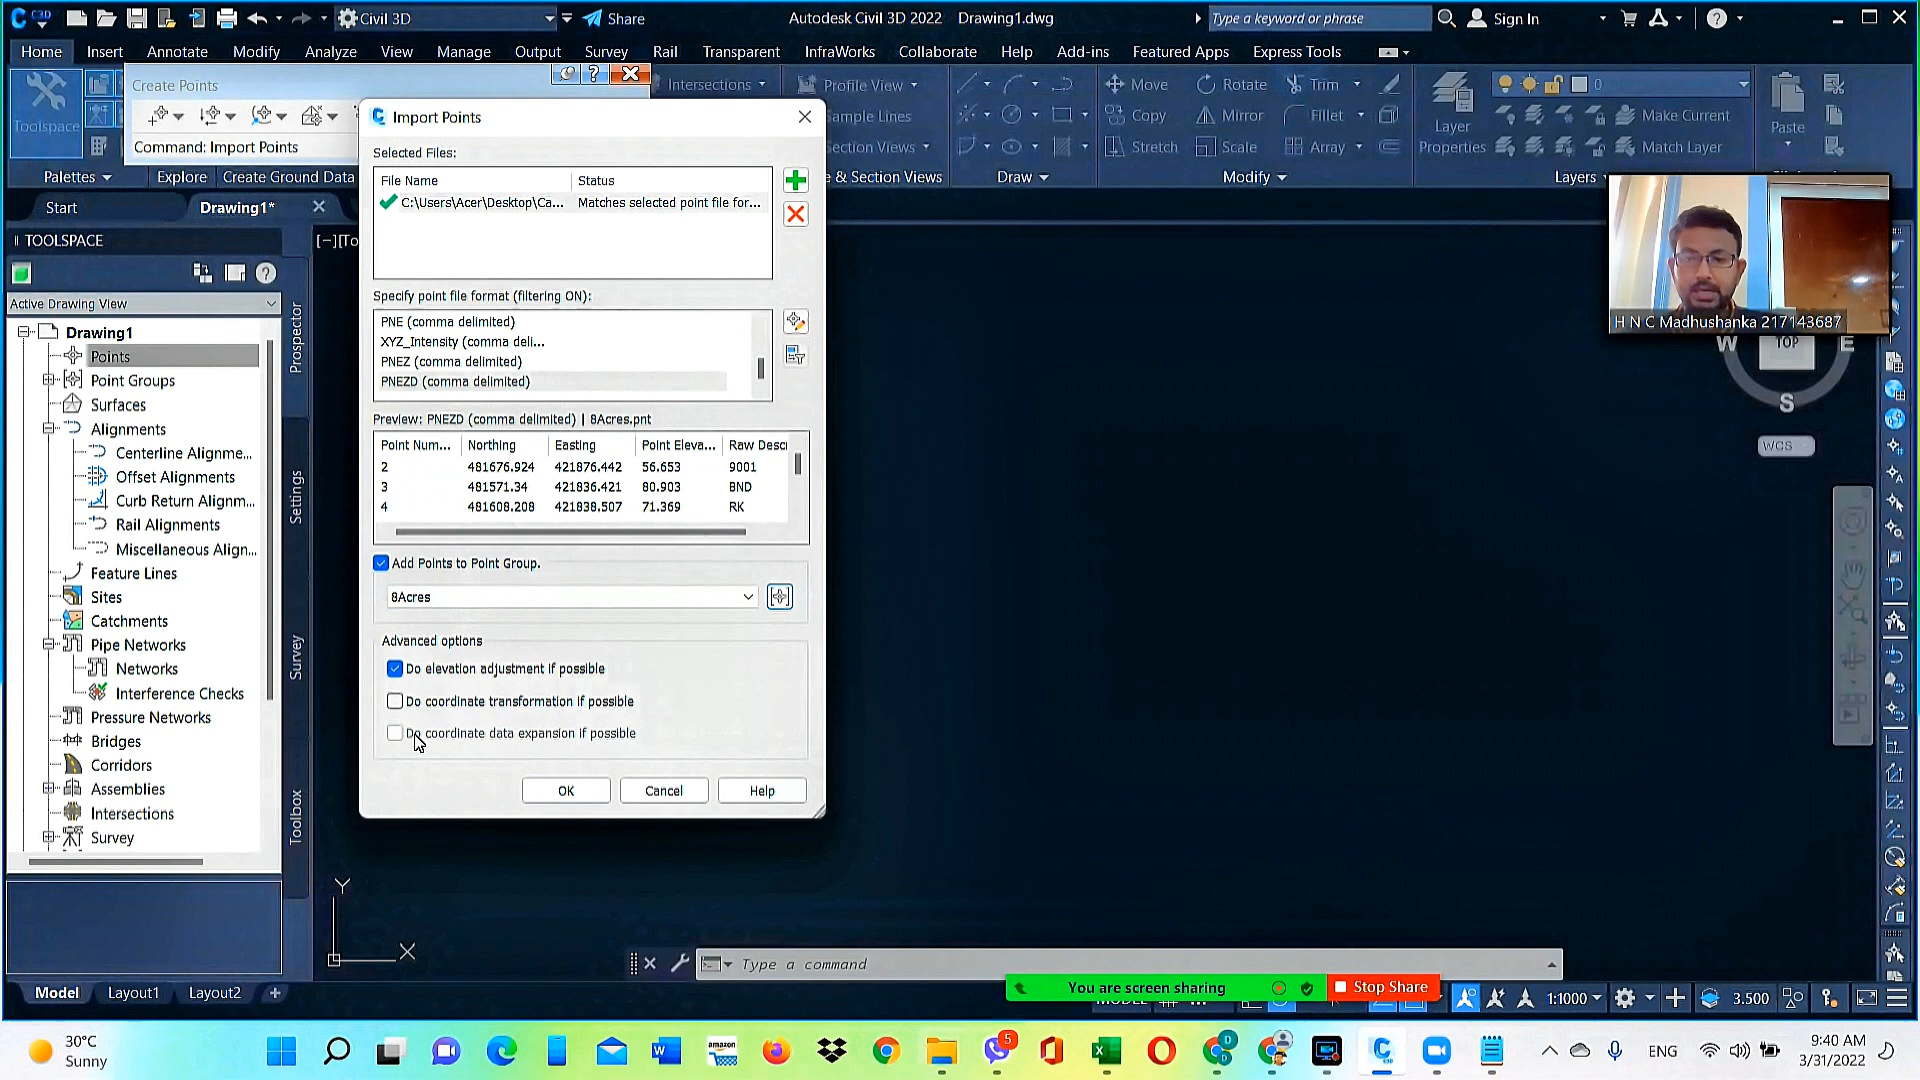 C3D
Civil 3D
Share
Autodesk Civil 3D 2022 Drawing1.dwg
Type a keyword or phrase
Sign In
Home Insert Annotate Modify Analyze View Manage Output Survey Rail Transparent InfraWorks Collaborate Help Add-ins Featured Apps Express Tools
Create Points
Command: Import Points
Toolspace
Intersections
Profile View
Sample Lines
Section Views
Move Rotate Trim
Copy Mirror Fillet
Stretch Scale Array
Layer
Properties
0
Make Current
Match Layer
Paste
Palettes Explore Create Ground Data
& Section Views Draw Modify Layers
Start Drawing1*
TOOLSPACE
[−][To
Active Drawing View
Drawing1
Points
Point Groups
Surfaces
Alignments
Centerline Alignme...
Offset Alignments
Curb Return Alignm...
Rail Alignments
Miscellaneous Align...
Feature Lines
Sites
Catchments
Pipe Networks
Networks
Interference Checks
Pressure Networks
Bridges
Corridors
Assemblies
Intersections
Survey
Prospector
Settings
Survey
Toolbox
Import Points
Selected Files:
File Name Status
C:\Users\Acer\Desktop\Ca... Matches selected point file for...
Specify point file format (filtering ON):
PNE (comma delimited)
XYZ_Intensity (comma deli...
PNEZ (comma delimited)
PNEZD (comma delimited)
Preview: PNEZD (comma delimited) | 8Acres.pnt
Point Num... Northing Easting Point Eleva... Raw Descr
2 481676.924 421876.442 56.653 9001
3 481571.34 421836.421 80.903 BND
4 481608.208 421838.507 71.369 RK
Add Points to Point Group.
8Acres
Advanced options
Do elevation adjustment if possible
Do coordinate transformation if possible
Do coordinate data expansion if possible
OK Cancel Help
H N C Madhushanka 217143687
W TOP E
S
WCS
Y
X
Type a command
You are screen sharing Stop Share
Model Layout1 Layout2
MODEL
1:1000
3.500
30°C
Sunny
amazon
5
D
ENG
9:40 AM
3/31/2022